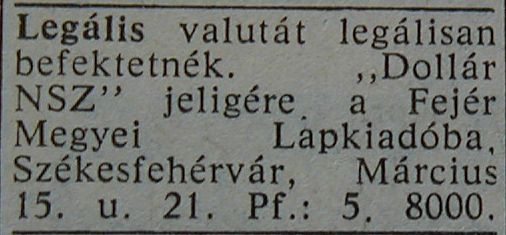 Legális valutát legálisan
befektetnék. ,,Dollár
NSZ” jeligére a Fejér
Megyei Lapkiadóba,
Székesfehérvár, Március
15. u. 21. Pf.: 5. 8000.